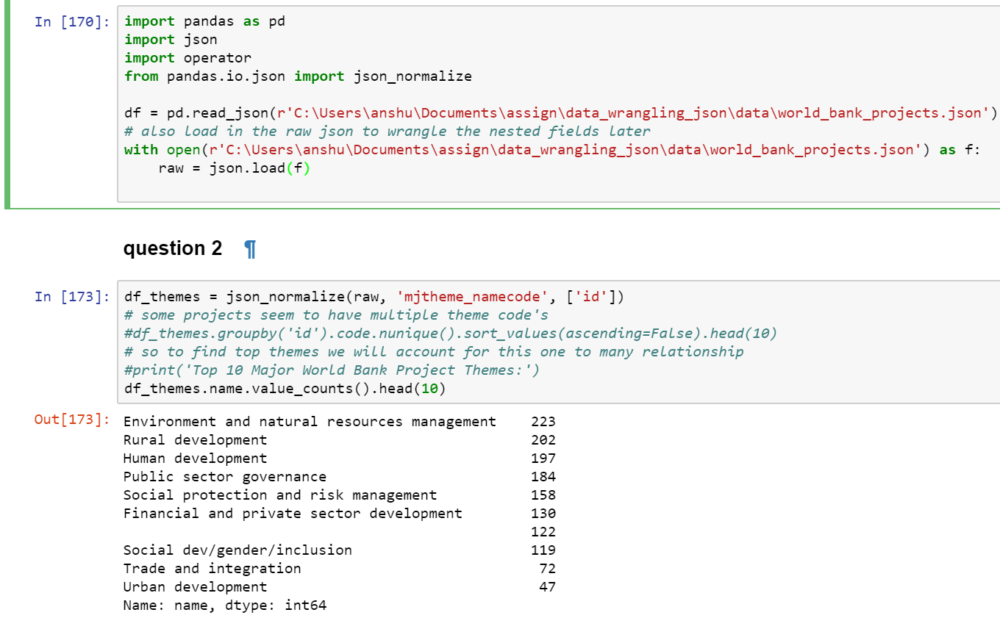 In [170]:
import pandas as pd
import json
import operator
from pandas.io.json import json_normalize
df = pd.read_json(r'C:\Users\anshu\Documents\assign\data_wrangling_json\data\world_bank_projects.json')
# also load in the raw json to wrangle the nested fields later
with open(r'C:\Users\anshu\Documents\assign\data_wrangling_json\data\world_bank_projects.json') as f:
    raw = json.load(f)
question 2 ¶
In [173]:
df_themes = json_normalize(raw, 'mjtheme_namecode', ['id'])
# some projects seem to have multiple theme code's
#df_themes.groupby('id').code.nunique().sort_values(ascending=False).head(10)
# so to find top themes we will account for this one to many relationship
#print('Top 10 Major World Bank Project Themes:')
df_themes.name.value_counts().head(10)
Out[173]:
Environment and natural resources management    223
Rural development                               202
Human development                               197
Public sector governance                        184
Social protection and risk management           158
Financial and private sector development        130
                                                122
Social dev/gender/inclusion                     119
Trade and integration                            72
Urban development                                47
Name: name, dtype: int64